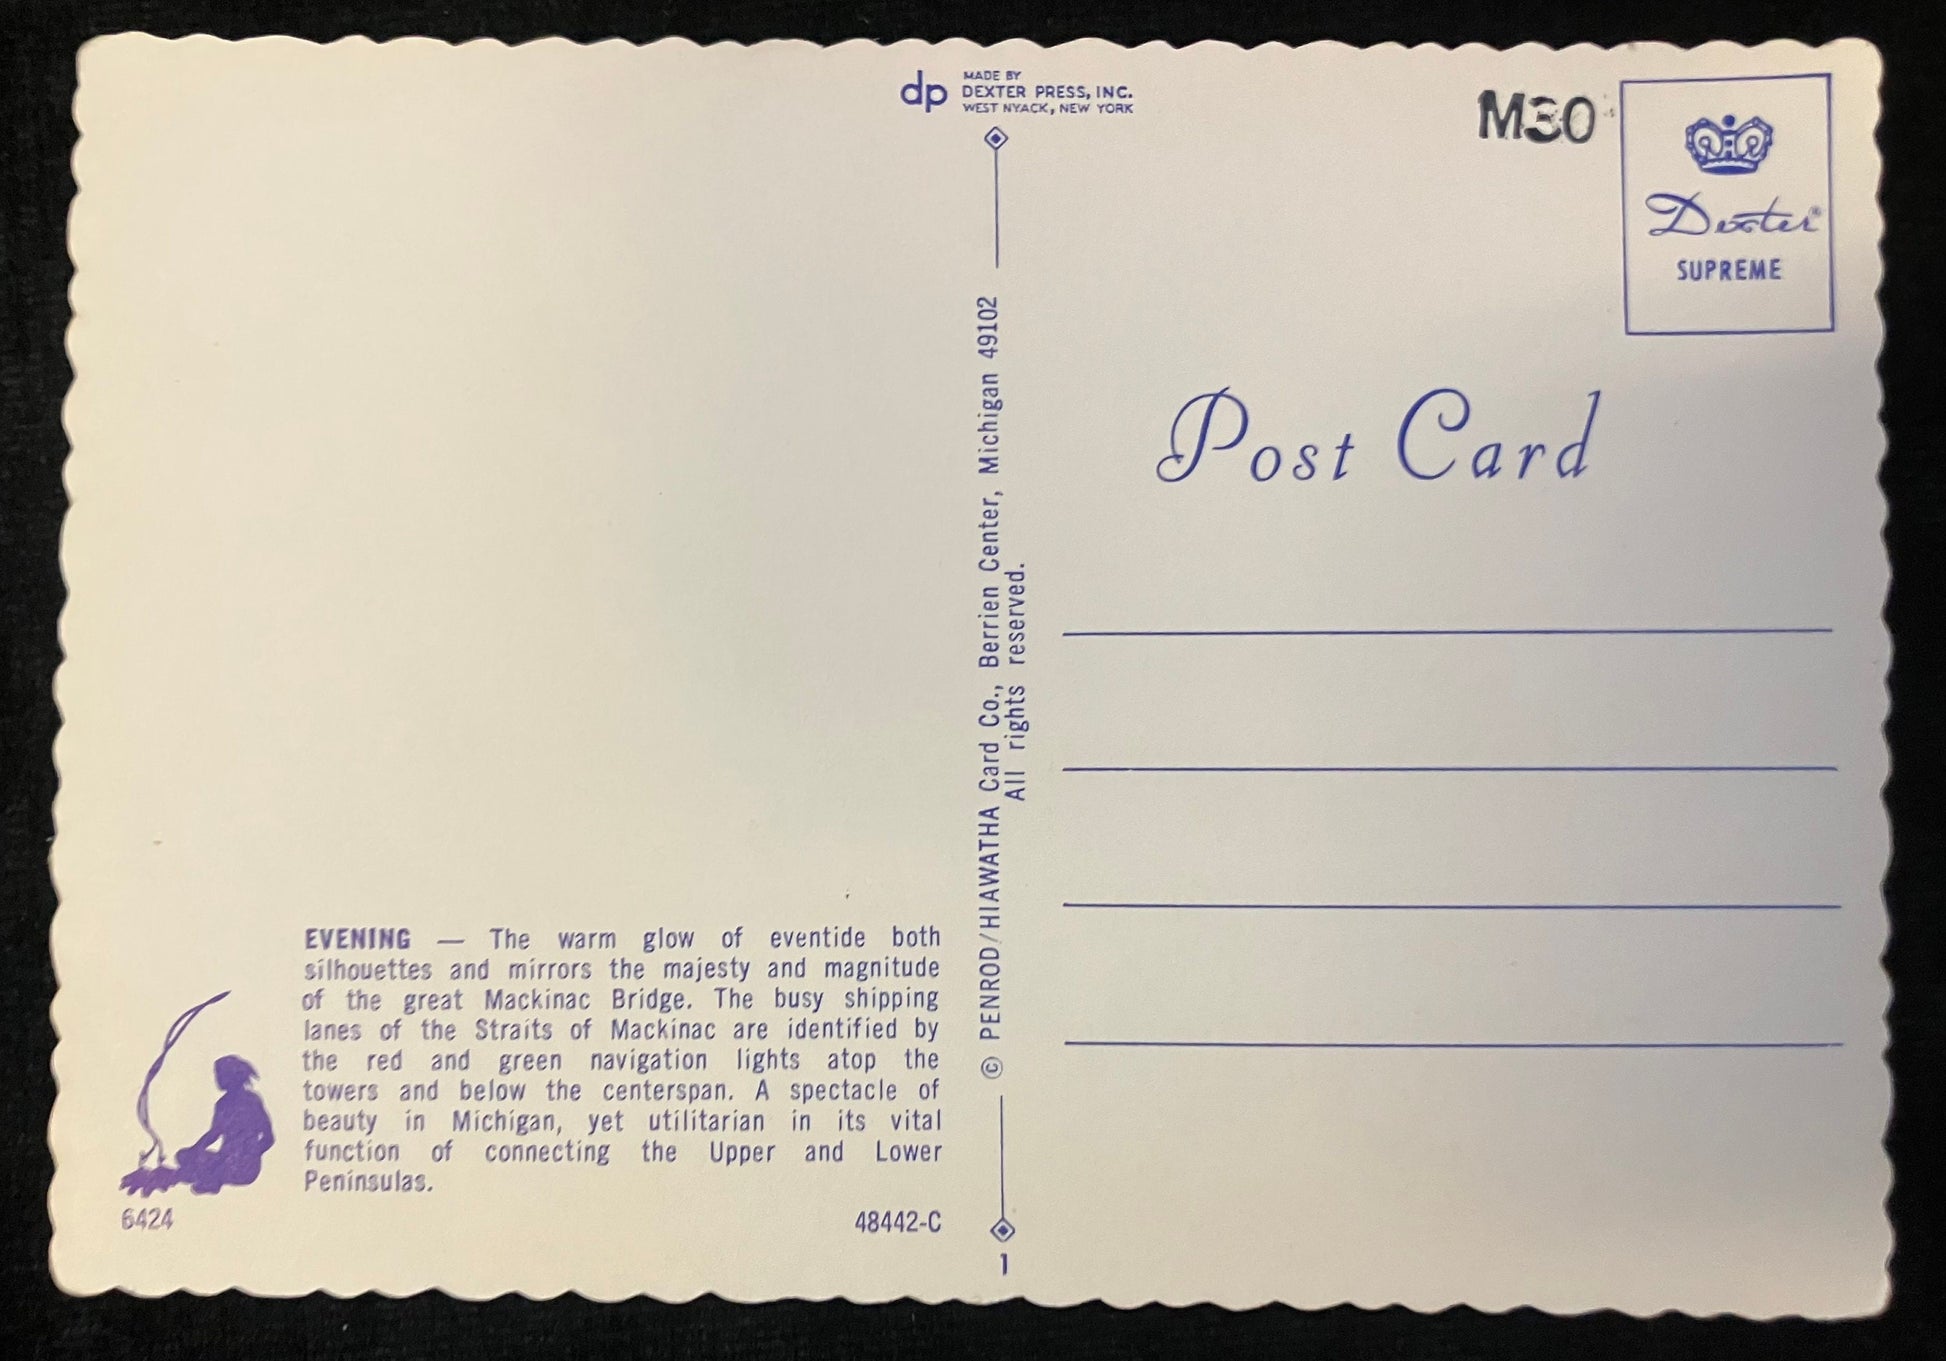 dp
MADE BY
DEXTER PRESS, INC.
WEST NYACK, NEW YORK
M30
Dexter®
SUPREME
Post Card
© PENROD/HIAWATHA Card Co., Berrien Center, Michigan 49102
All rights reserved.
EVENING — The warm glow of eventide both
silhouettes and mirrors the majesty and magnitude
of the great Mackinac Bridge. The busy shipping
lanes of the Straits of Mackinac are identified by
the red and green navigation lights atop the
towers and below the centerspan. A spectacle of
beauty in Michigan, yet utilitarian in its vital
function of connecting the Upper and Lower
Peninsulas.
6424
48442-C
1